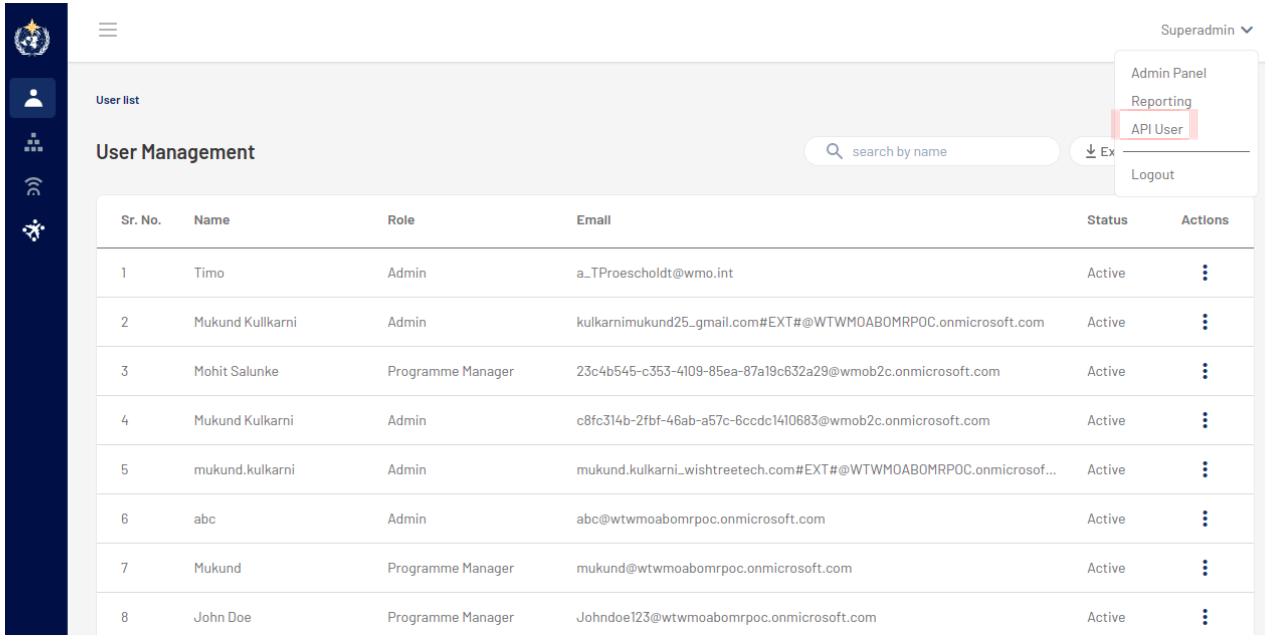 Superadmin
Admin Panel
Reporting
API User
Logout
User list
User Management
search by name
Ex
Sr. No. Name Role Email Status Actions
1 Timo Admin a_TProescholdt@wmo.int Active
2 Mukund Kullkarni Admin kulkarnimukund25_gmail.com#EXT#@WTWMOABOMRPOC.onmicrosoft.com Active
3 Mohit Salunke Programme Manager 23c4b545-c353-4109-85ea-87a19c632a29@wmob2c.onmicrosoft.com Active
4 Mukund Kulkarni Admin c8fc314b-2fbf-46ab-a57c-6ccdc1410683@wmob2c.onmicrosoft.com Active
5 mukund.kulkarni Admin mukund.kulkarni_wishtreetech.com#EXT#@WTWMOABOMRPOC.onmicrosof... Active
6 abc Admin abc@wtwmoabomrpoc.onmicrosoft.com Active
7 Mukund Programme Manager mukund@wtwmoabomrpoc.onmicrosoft.com Active
8 John Doe Programme Manager Johndoe123@wtwmoabomrpoc.onmicrosoft.com Active